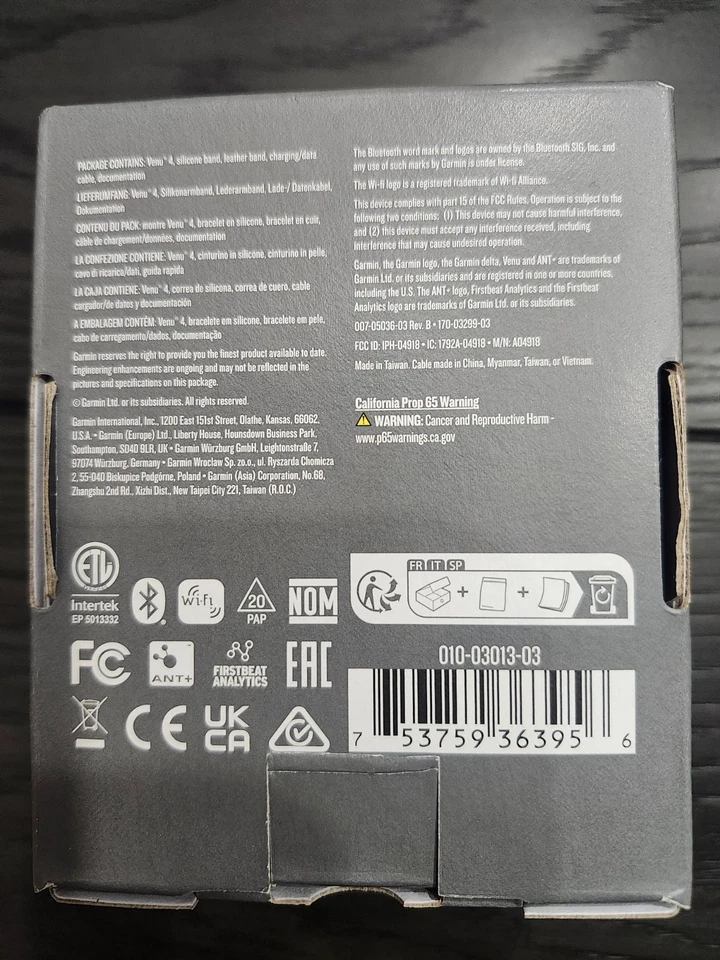 PACKAGE CONTAINS: Venu® 4, silicone band, leather band, charging/data
cable, documentation
LIEFERUMFANG: Venu® 4, Silikonarmband, Lederarmband, Lade-/ Datenkabel,
Dokumentation
CONTENU DU PACK: montre Venu® 4, bracelet en silicone, bracelet en cuir,
câble de chargement/données, documentation
LA CONFEZIONE CONTIENE: Venu® 4, cinturino in silicone, cinturino in pelle,
cavo di ricarica/dati, guida rapida
LA CAJA CONTIENE: Venu® 4, correa de silicona, correa de cuero, cable
cargador/de datos y documentación
A EMBALAGEM CONTÉM: Venu® 4, bracelete em silicone, bracelete em pele,
cabo de carregamento/dados, documentação
Garmin reserves the right to provide you the finest product available to date.
Engineering enhancements are ongoing and may not be reflected in the
pictures and specifications on this package.
© Garmin Ltd. or its subsidiaries. All rights reserved.
Garmin International, Inc., 1200 East 151st Street, Olathe, Kansas, 66062,
U.S.A. • Garmin (Europe) Ltd., Liberty House, Hounsdown Business Park,
Southampton, SO40 9LR, UK • Garmin Würzburg GmbH, Leightonstraße 7,
97074 Würzburg, Germany • Garmin Wroclaw Sp. zo.o., ul. Ryszarda Chomicza
2, 55-040 Biskupice Podgórne, Poland • Garmin (Asia) Corporation, No.68,
Zhangshu 2nd Rd., Xizhi Dist., New Taipei City 221, Taiwan (R.O.C.)
The Bluetooth word mark and logos are owned by the Bluetooth SIG, Inc. and
any use of such marks by Garmin is under license.
The Wi-Fi logo is a registered trademark of Wi-Fi Alliance.
This device complies with part 15 of the FCC Rules. Operation is subject to the
following two conditions: (1) This device may not cause harmful interference,
and (2) this device must accept any interference received, including
interference that may cause undesired operation.
Garmin, the Garmin logo, the Garmin delta, Venu and ANT+ are trademarks of
Garmin Ltd. or its subsidiaries and are registered in one or more countries,
including the U.S. The ANT+ logo, Firstbeat Analytics and the Firstbeat
Analytics logo are trademarks of Garmin Ltd. or its subsidiaries.
007-05036-03 Rev. B • 170-03299-03
FCC ID: IPH-04918 • IC: 1792A-04918 • M/N: A04918
Made in Taiwan. Cable made in China, Myanmar, Taiwan, or Vietnam.
California Prop 65 Warning
WARNING: Cancer and Reproductive Harm -
www.p65warnings.ca.gov
ETL
Intertek
EP 5013332
Wi-Fi
20
PAP
NOM
FR IT SP
FC
ANT+
FIRSTBEAT
ANALYTICS
EAC
010-03013-03
CE
UK
CA
7 53759 36395 6